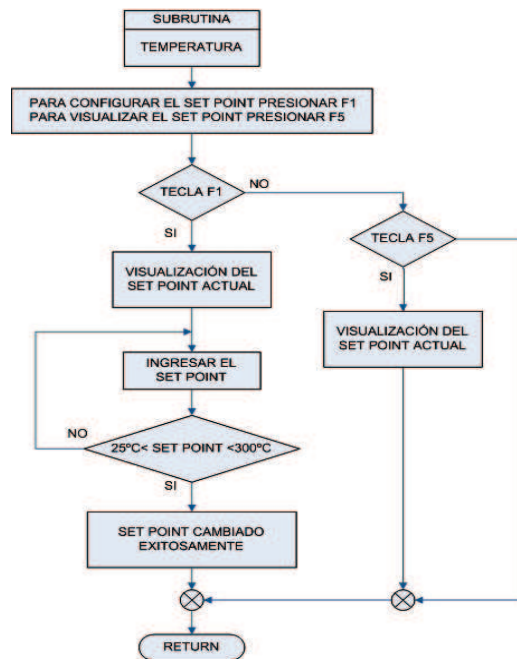 SUBRUTINA
TEMPERATURA
PARA CONFIGURAR EL SET POINT PRESIONAR F1
PARA VISUALIZAR EL SET POINT PRESIONAR F5
TECLA F1
NO
SI
TECLA F5
SI
VISUALIZACIÓN DEL
SET POINT ACTUAL
VISUALIZACIÓN DEL
SET POINT ACTUAL
INGRESAR EL
SET POINT
NO
25ºC< SET POINT <300ºC
SI
SET POINT CAMBIADO
EXITOSAMENTE
RETURN